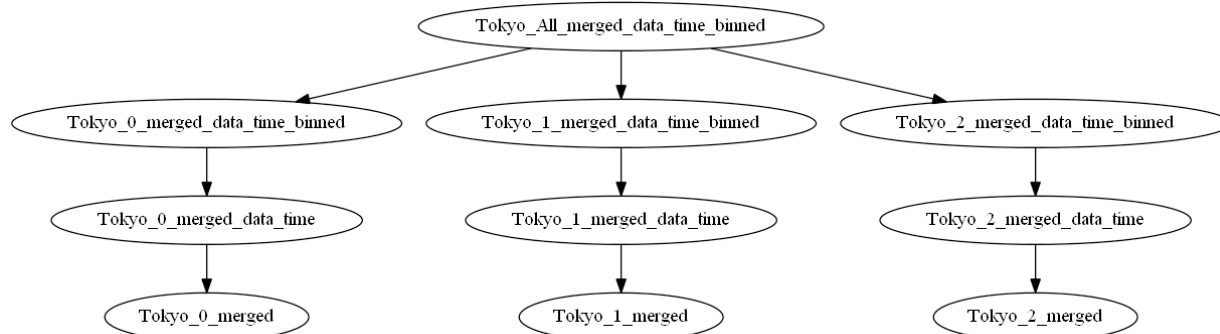 Tokyo_All_merged_data_time_binned
Tokyo_0_merged_data_time_binned
Tokyo_1_merged_data_time_binned
Tokyo_2_merged_data_time_binned
Tokyo_0_merged_data_time
Tokyo_1_merged_data_time
Tokyo_2_merged_data_time
Tokyo_0_merged
Tokyo_1_merged
Tokyo_2_merged